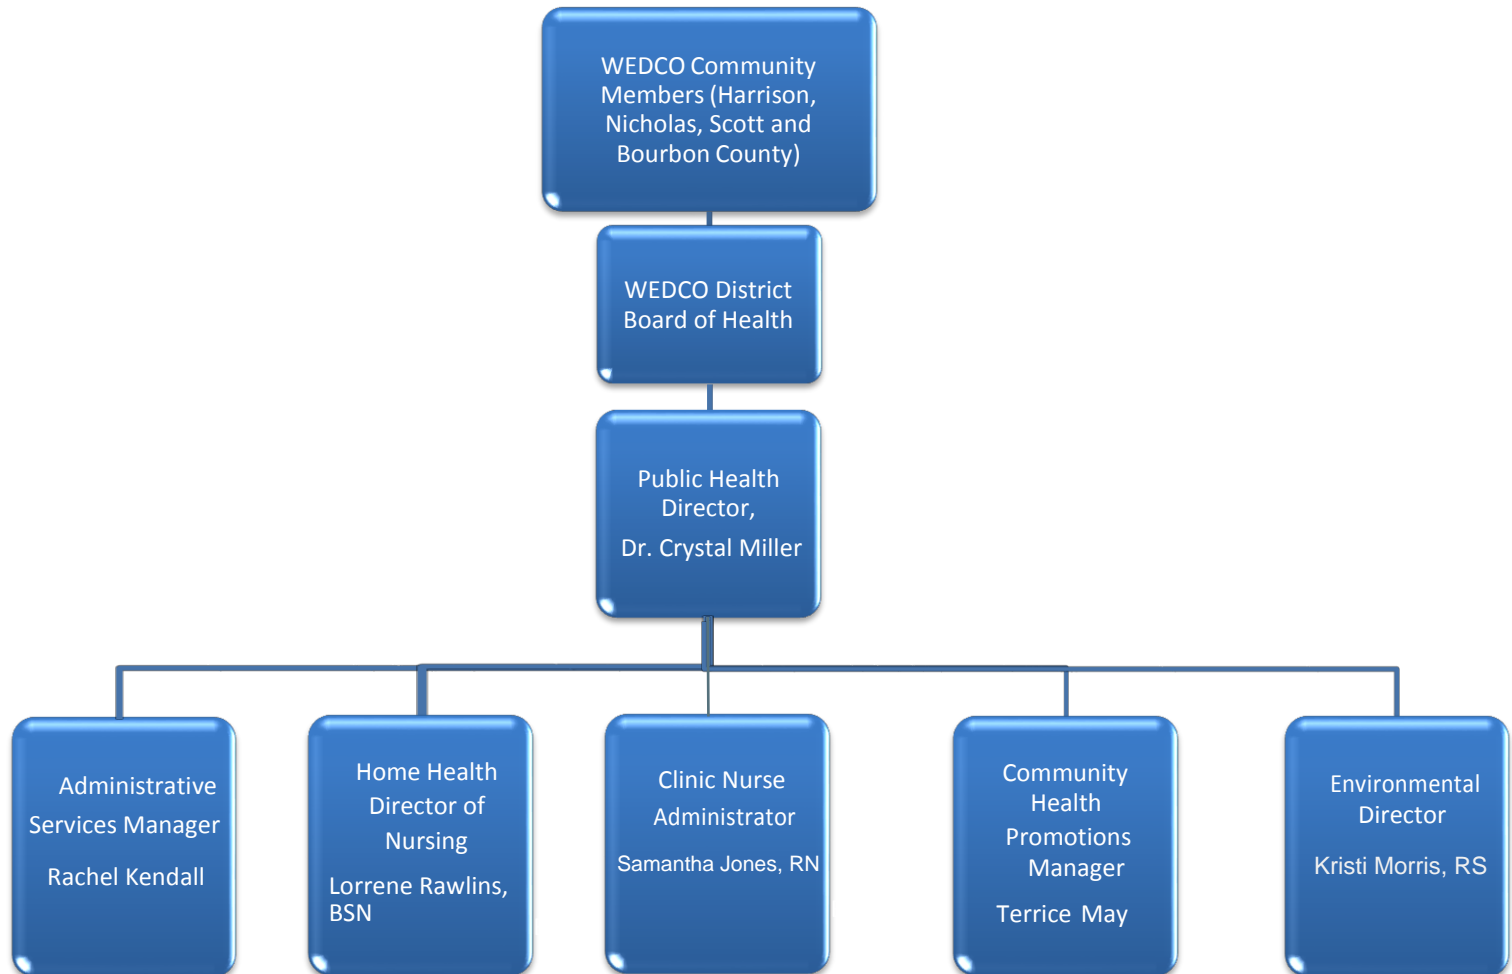 WEDCO Community
Members (Harrison,
Nicholas, Scott and
Bourbon County)
WEDCO District
Board of Health
Public Health
Director,
Dr. Crystal Miller
Administrative
Services Manager
Rachel Kendall
Home Health
Director of
Nursing
Lorrene Rawlins,
BSN
Clinic Nurse
Administrator
Samantha Jones, RN
Community
Health
Promotions
Manager
Terrice May
Environmental
Director
Kristi Morris, RS